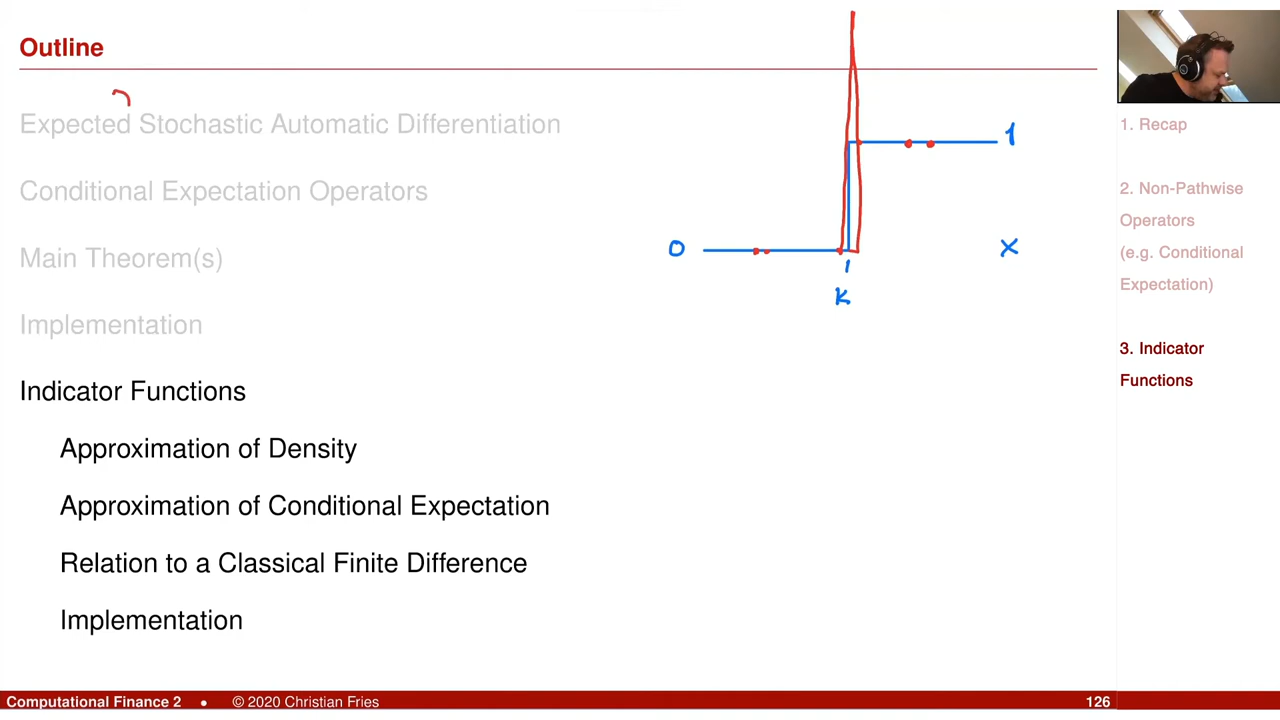 Outline
Expected Stochastic Automatic Differentiation
Conditional Expectation Operators
Main Theorem(s)
Implementation
Indicator Functions
Approximation of Density
Approximation of Conditional Expectation
Relation to a Classical Finite Difference
Implementation
1
0
X
K
1. Recap
2. Non-Pathwise
Operators
(e.g. Conditional
Expectation)
3. Indicator
Functions
Computational Finance 2 • © 2020 Christian Fries 126